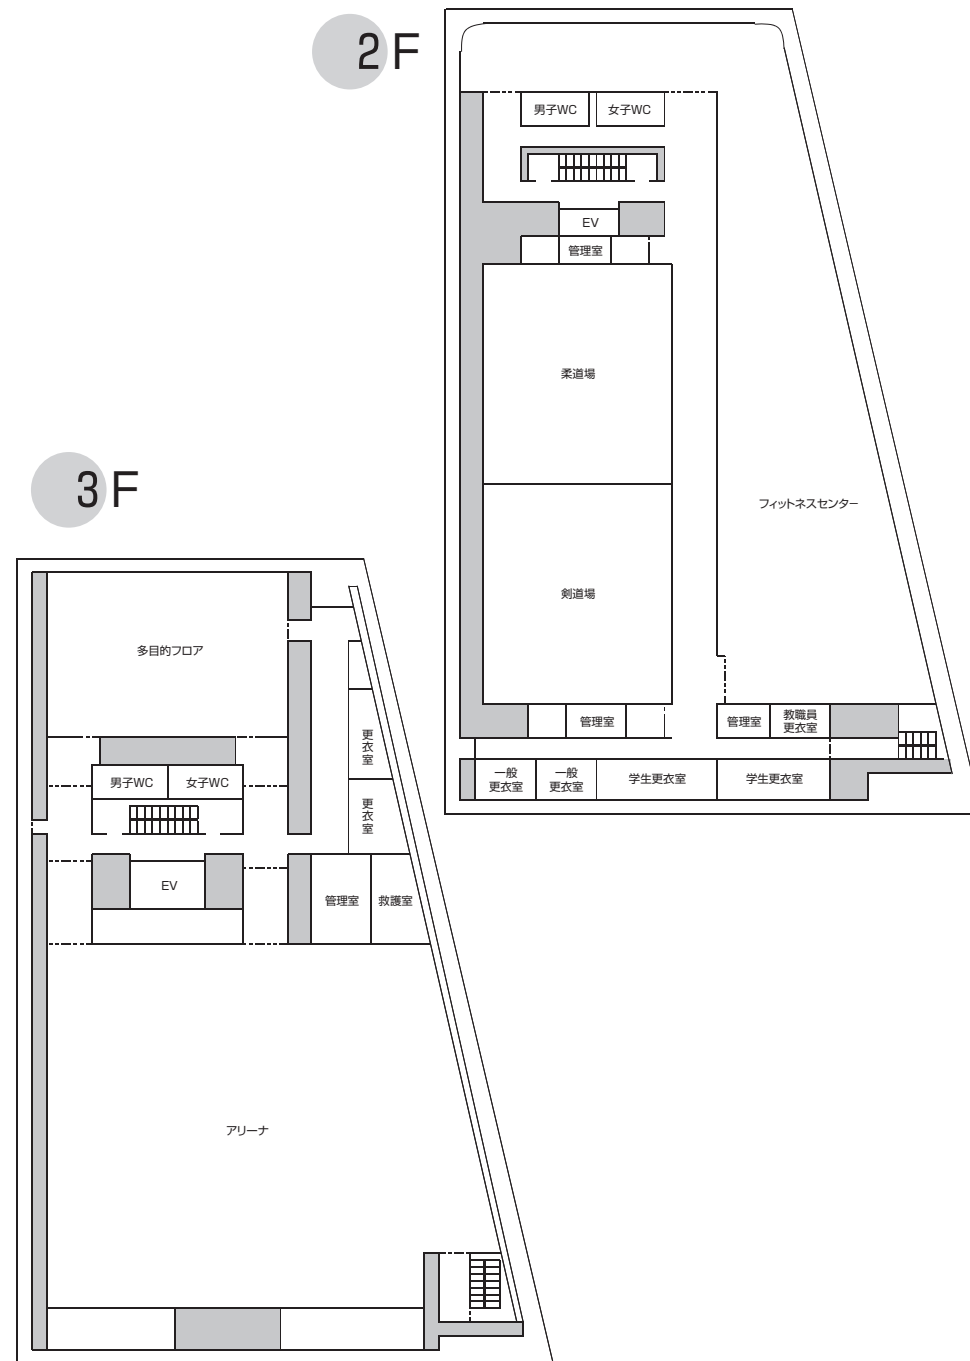 2F
男子WC
女子WC
EV
管理室
柔道場
フィットネスセンター
剣道場
管理室
管理室
教職員
更衣室
一般
更衣室
一般
更衣室
学生更衣室
学生更衣室
3F
多目的フロア
更衣室
男子WC
女子WC
更衣室
EV
管理室
救護室
アリーナ